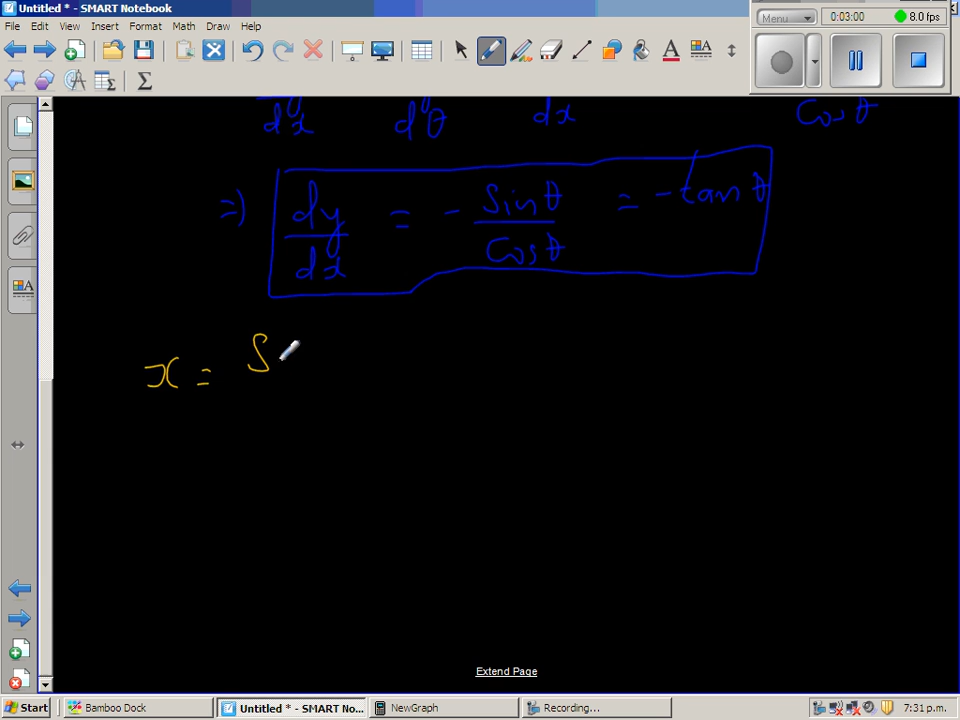 Untitled * - SMART Notebook
File Edit View Insert Format Math Draw Help
Menu
0:03:00
8.0 fps
dy/dx dθ dx Cosθ
=) dy/dx = - Sinθ/Cosθ = -tanθ
x = S
Extend Page
Start Bamboo Dock Untitled * - SMART No... NewGraph Recording... 7:31 p.m.